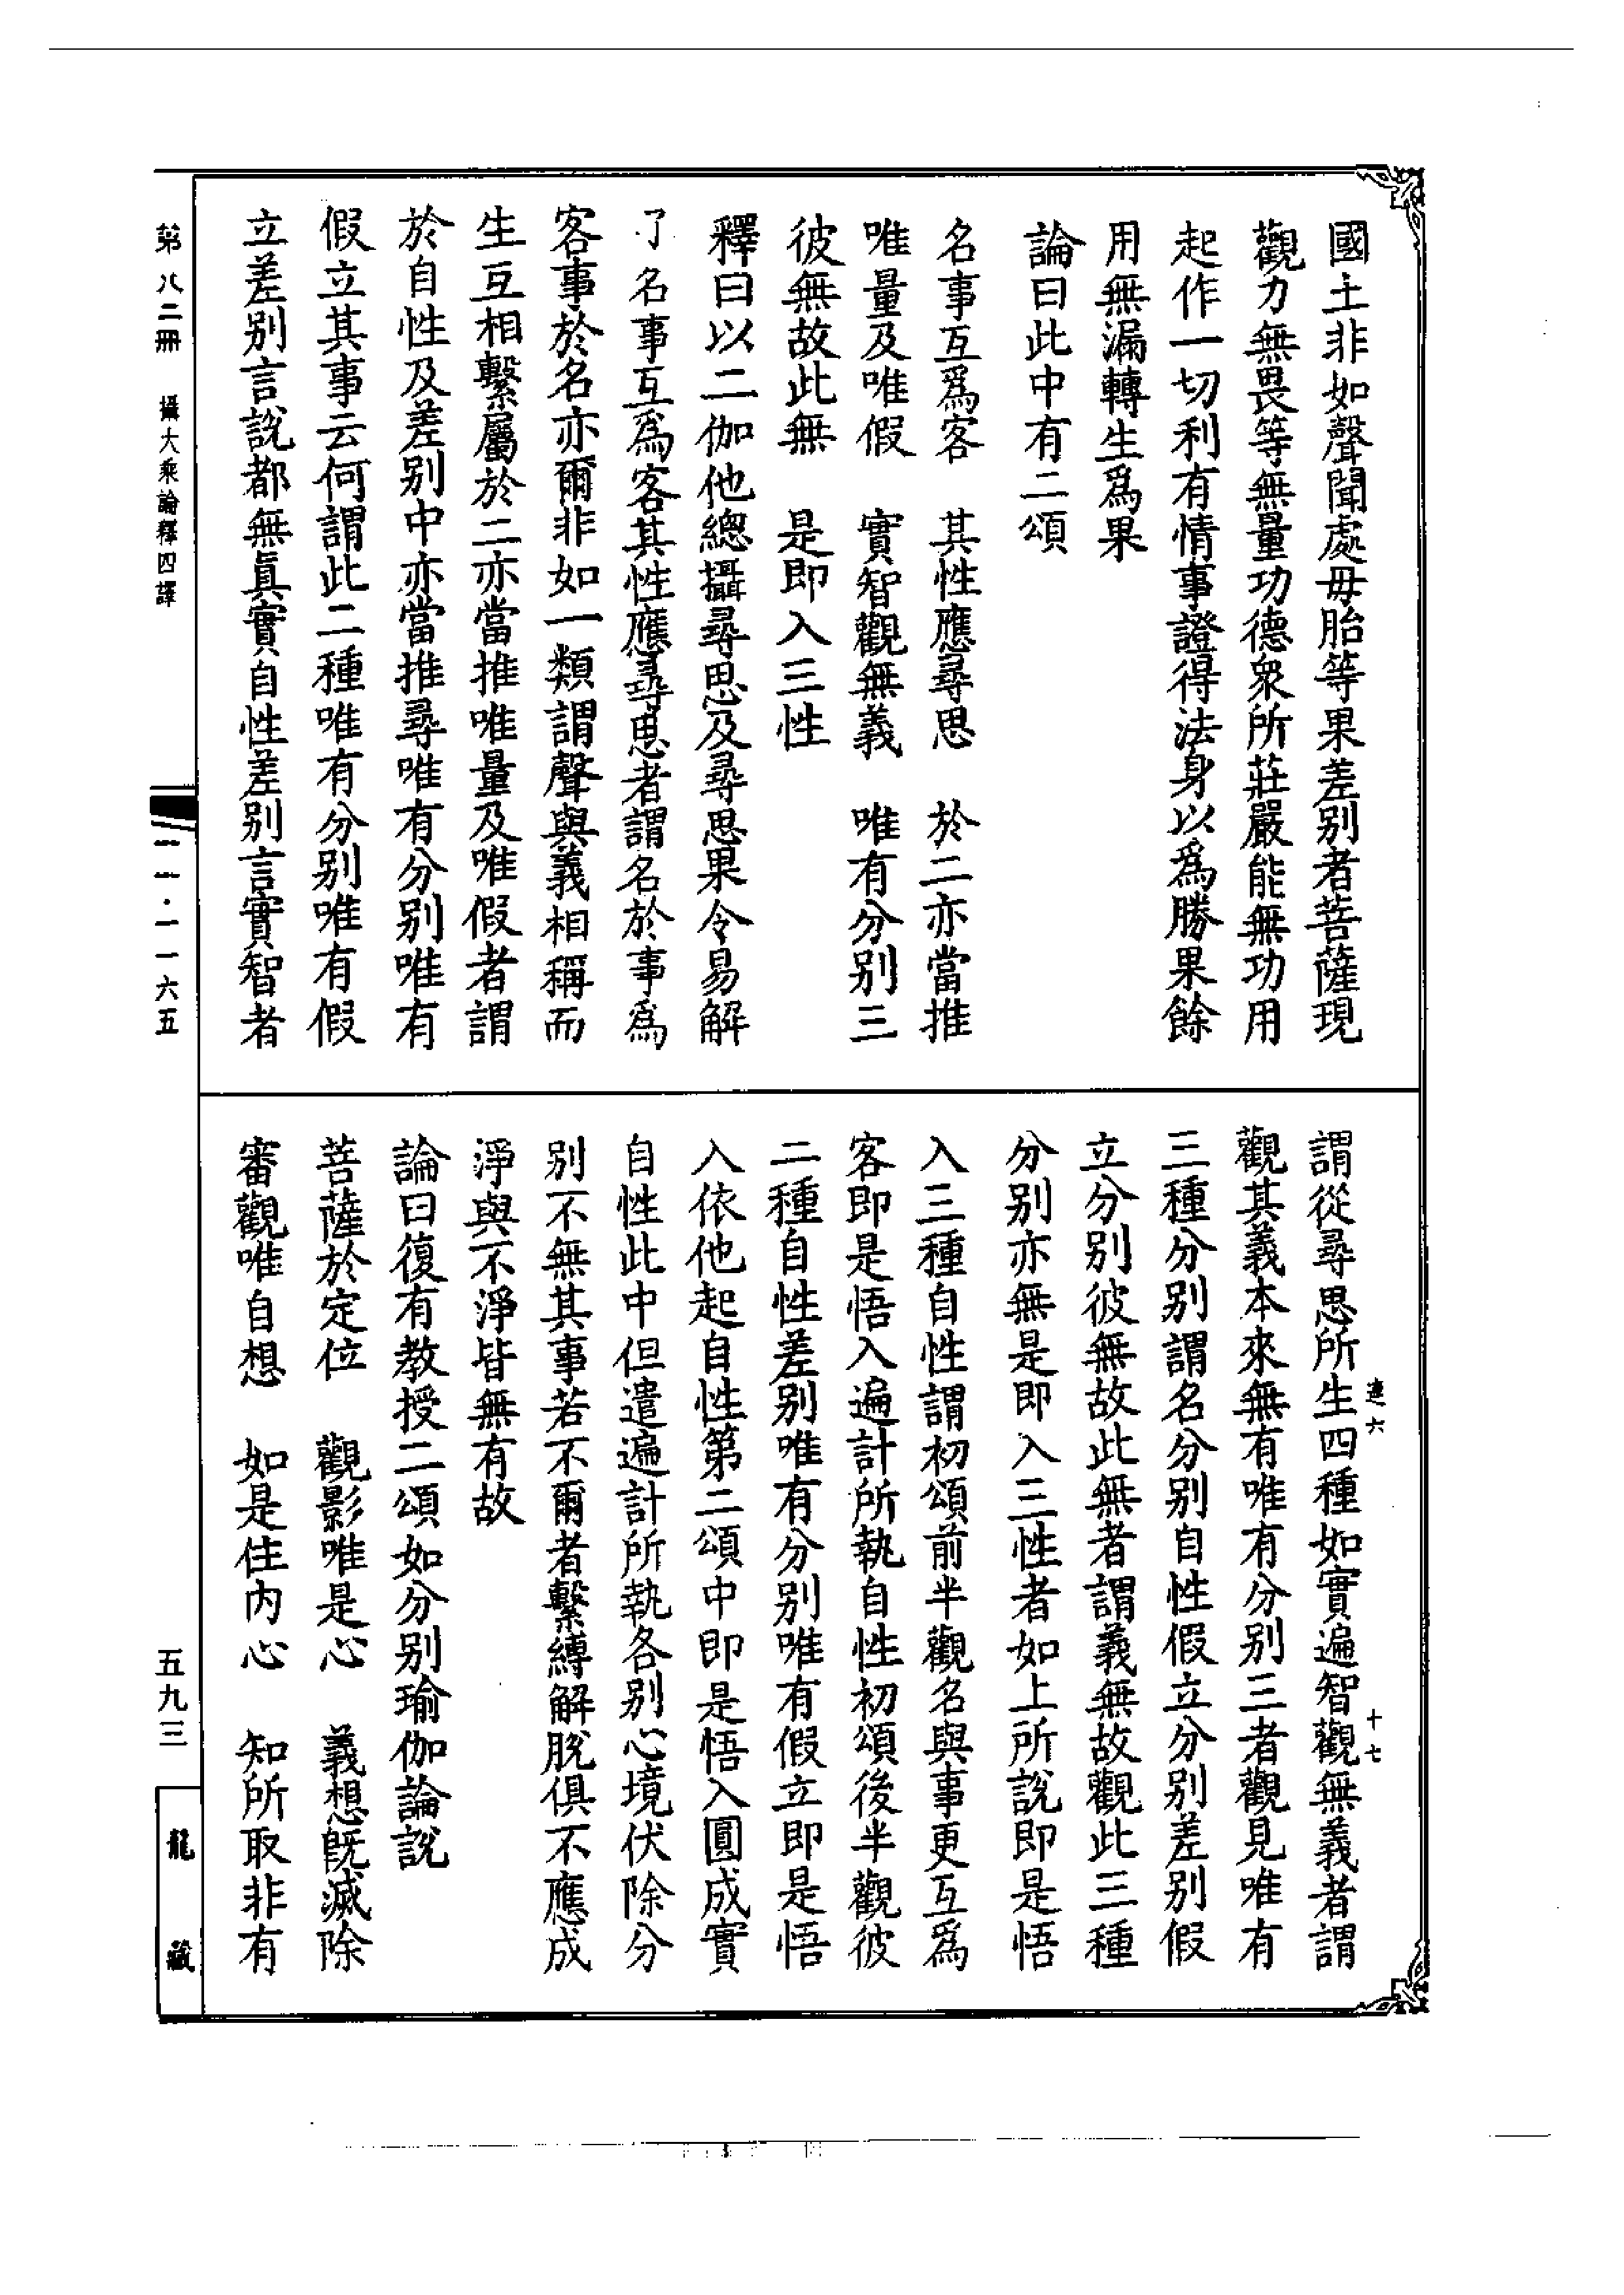 國土非如聲聞處母胎等果差別者菩薩現
觀力無畏等無量功德衆所莊嚴能無功用
起作一切利有情事證得法身以爲勝果餘
用無漏轉生爲果
論曰此中有二頌
名事互爲客　其性應尋思　於二亦當推
唯量及唯假　實智觀無義　唯有分別三
彼無故此無　是即入三性
釋曰以二伽他總攝尋思及尋思果令易解
了名事互爲客其性應尋思者謂名於事爲
客事於名亦爾非如一類謂聲與義相稱而
生互相繫屬於二亦當推唯量及唯假者謂
於自性及差別中亦當推尋唯有分別唯有
假立其事云何謂此二種唯有分別唯有假
立差別言說都無眞實自性差別言實智者
謂從尋思所生四種如實遍智觀無義者謂
觀其義本來無有唯有分別三者觀見唯有
三種分別謂名分別自性假立分別差別假
立分別彼無故此無者謂義無故觀此三種
分別亦無是即入三性者如上所說即是悟
入三種自性謂初頌前半觀名與事更互爲
客即是悟入遍計所執自性初頌後半觀彼
二種自性差別唯有分別唯有假立即是悟
入依他起自性第二頌中即是悟入圓成實
自性此中但遣遍計所執各別心境伏除分
別不無其事若不爾者繫縛解脫俱不應成
淨與不淨皆無有故
論曰復有教授二頌如分別瑜伽論說
菩薩於定位　觀影唯是心　義想旣滅除
審觀唯自想　如是住內心　知所取非有
第八二冊　攝大乘論釋四譯
一一一·一一六五
五九三
龍藏
十七